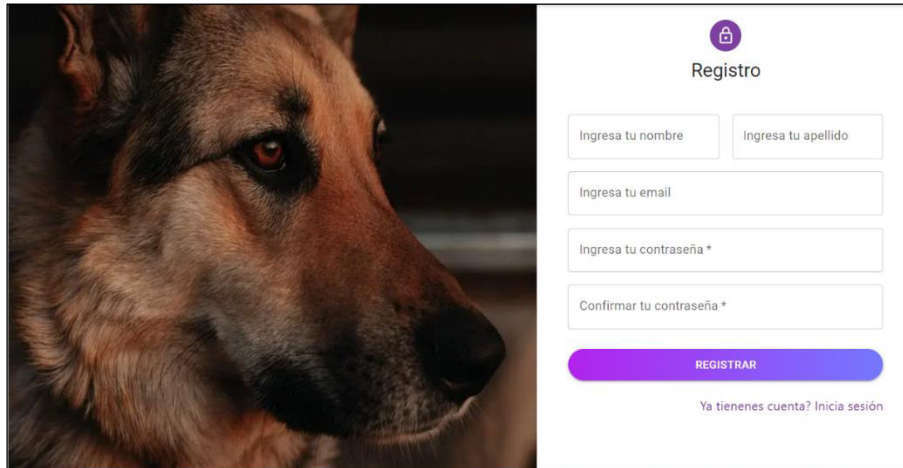 Registro
Ingresa tu nombre
Ingresa tu apellido
Ingresa tu email
Ingresa tu contraseña *
Confirmar tu contraseña *
REGISTRAR
Ya tienenes cuenta? Inicia sesión